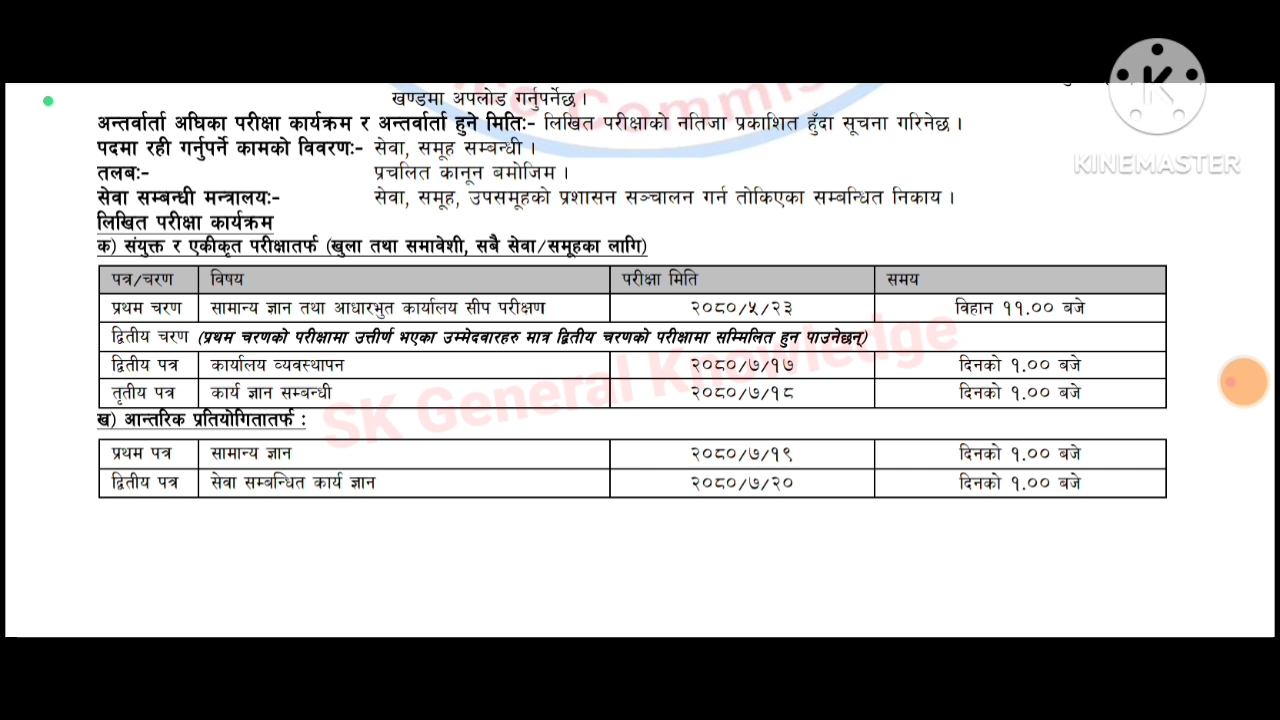 खण्डमा अपलोड गर्नुपर्नेछ ।
अन्तर्वार्ता अघिका परीक्षा कार्यक्रम र अन्तर्वार्ता हुने मितिः- लिखित परीक्षाको नतिजा प्रकाशित हुँदा सूचना गरिनेछ ।
पदमा रही गर्नुपर्ने कामको विवरणः- सेवा, समूह सम्बन्धी ।
तलबः- प्रचलित कानून बमोजिम ।
सेवा सम्बन्धी मन्त्रालयः- सेवा, समूह, उपसमूहको प्रशासन सञ्चालन गर्न तोकिएका सम्बन्धित निकाय ।
लिखित परीक्षा कार्यक्रम
क) संयुक्त र एकीकृत परीक्षातर्फ (खुला तथा समावेशी, सबै सेवा/समूहका लागि)
पत्र/चरण विषय परीक्षा मिति समय
प्रथम चरण सामान्य ज्ञान तथा आधारभुत कार्यालय सीप परीक्षण २०८०/५/२३ विहान ११.०० बजे
द्वितीय चरण (प्रथम चरणको परीक्षामा उत्तीर्ण भएका उम्मेदवारहरु मात्र द्वितीय चरणको परीक्षामा सम्मिलित हुन पाउनेछन्)
द्वितीय पत्र कार्यालय व्यवस्थापन २०८०/७/१७ दिनको १.०० बजे
तृतीय पत्र कार्य ज्ञान सम्बन्धी २०८०/७/१८ दिनको १.०० बजे
ख) आन्तरिक प्रतियोगितातर्फ :
प्रथम पत्र सामान्य ज्ञान २०८०/७/१९ दिनको १.०० बजे
द्वितीय पत्र सेवा सम्बन्धित कार्य ज्ञान २०८०/७/२० दिनको १.०० बजे
SK General Knowledge
KINEMASTER